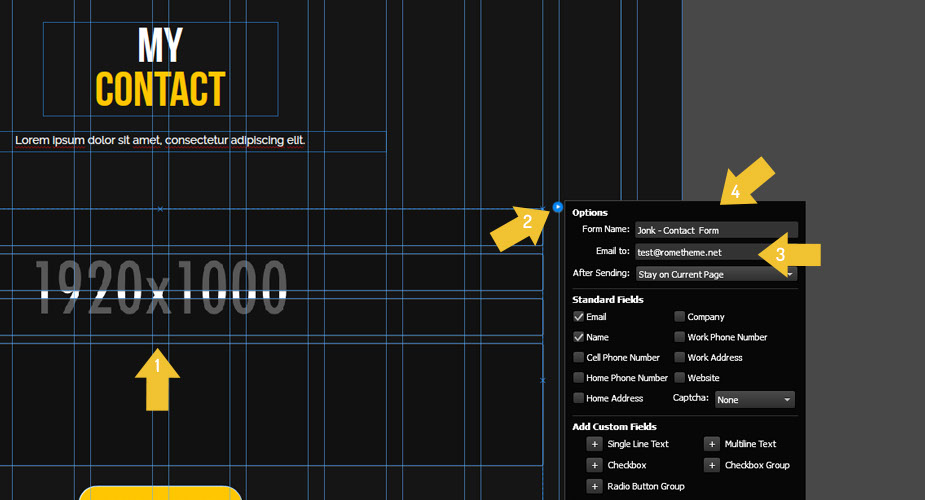 MY
CONTACT
Lorem ipsum dolor sit amet, consectetur adipiscing elit.
1920x1000
1
2
4
3
Options
Form Name: Jonk - Contact Form
Email to: test@rometheme.net
After Sending: Stay on Current Page
Standard Fields
Email Company
Name Work Phone Number
Cell Phone Number Work Address
Home Phone Number Website
Home Address Captcha: None
Add Custom Fields
+ Single Line Text + Multiline Text
+ Checkbox + Checkbox Group
+ Radio Button Group